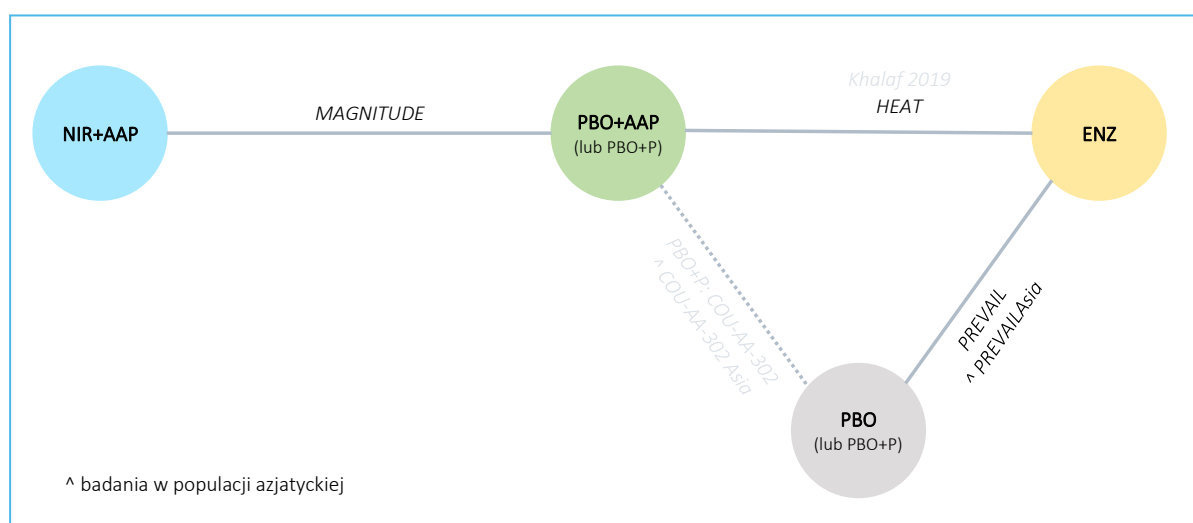 Khalaf 2019
MAGNITUDE
HEAT
NIR+AAP
PBO+AAP
(lub PBO+P)
ENZ
PBO+P: COU-AA-302
^ COU-AA-302 Asia
PREVAIL
^ PREVAILAsia
PBO
(lub PBO+P)
^ badania w populacji azjatyckiej